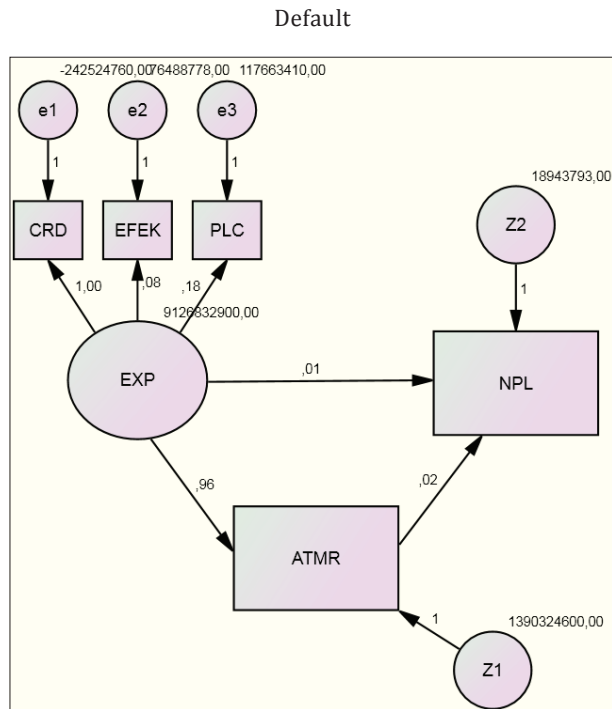 Default
-242524760,00 76488778,00 117663410,00
e1 e2 e3
1 1 1
18943793,00
CRD EFEK PLC
Z2
1,00 ,08 ,18
1
9126832900,00
EXP
,01
NPL
,96
,02
ATMR
1
1390324600,00
Z1